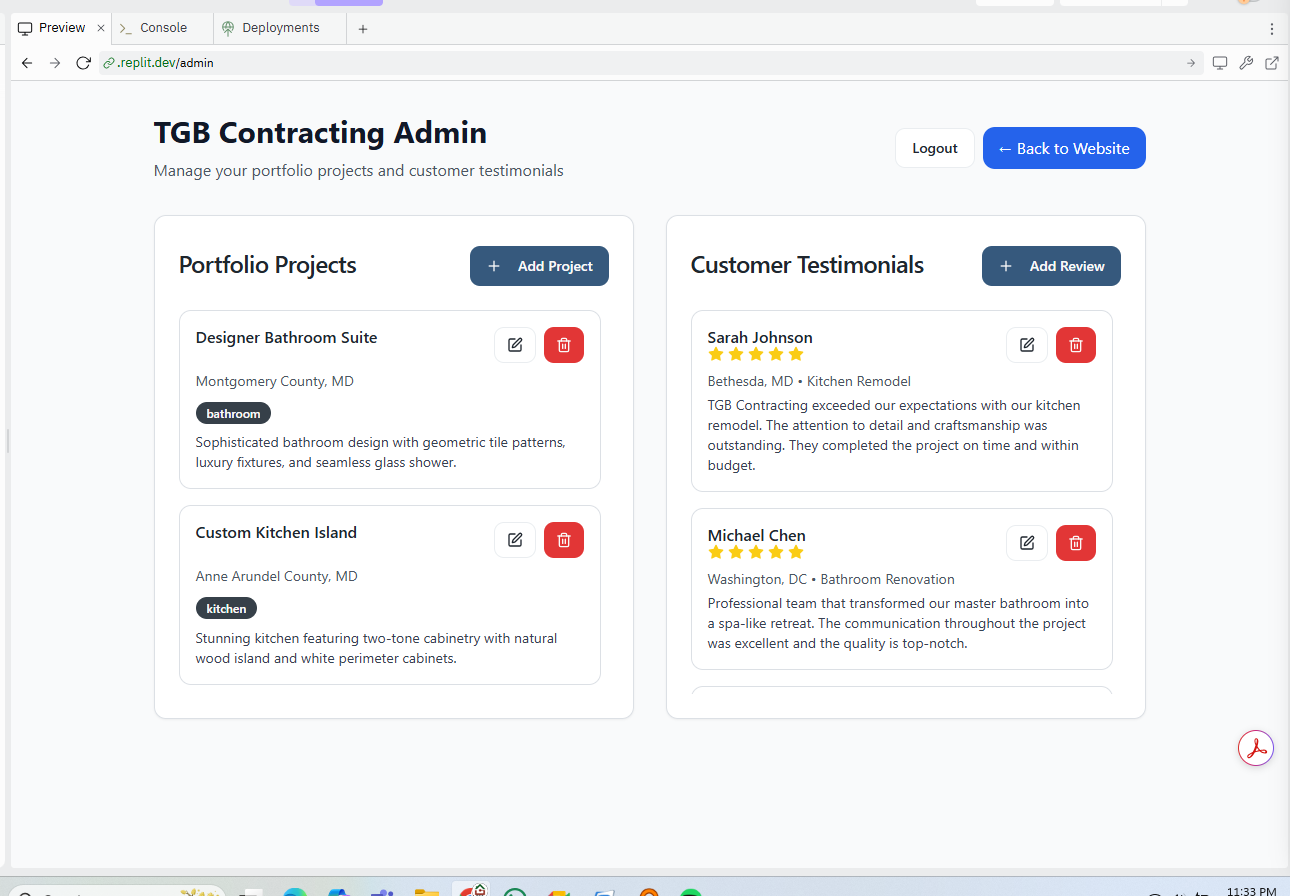 Preview
Console
Deployments
.replit.dev/admin
TGB Contracting Admin
Manage your portfolio projects and customer testimonials
Logout
← Back to Website
Portfolio Projects
+ Add Project
Designer Bathroom Suite
Montgomery County, MD
bathroom
Sophisticated bathroom design with geometric tile patterns,
luxury fixtures, and seamless glass shower.
Custom Kitchen Island
Anne Arundel County, MD
kitchen
Stunning kitchen featuring two-tone cabinetry with natural
wood island and white perimeter cabinets.
Customer Testimonials
+ Add Review
Sarah Johnson
Bethesda, MD • Kitchen Remodel
TGB Contracting exceeded our expectations with our kitchen
remodel. The attention to detail and craftsmanship was
outstanding. They completed the project on time and within
budget.
Michael Chen
Washington, DC • Bathroom Renovation
Professional team that transformed our master bathroom into
a spa-like retreat. The communication throughout the project
was excellent and the quality is top-notch.
11:33 PM